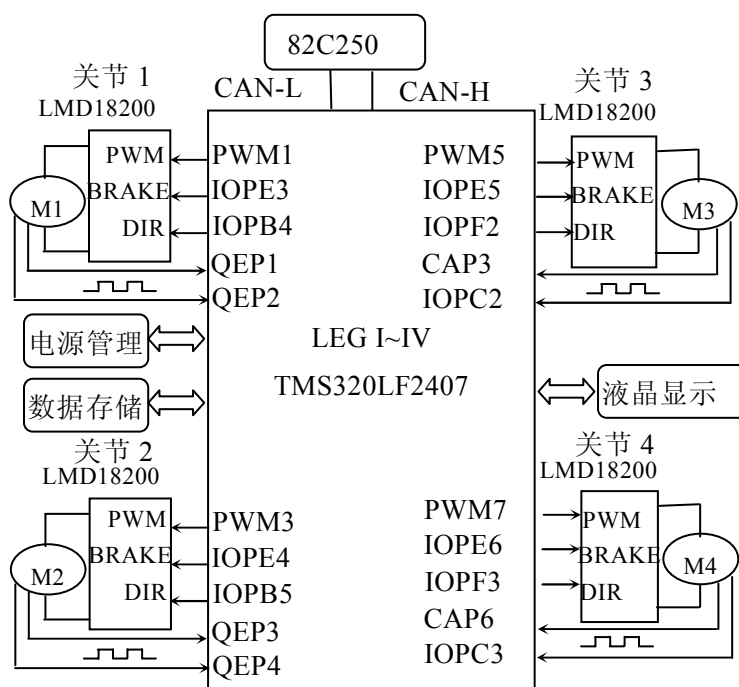 82C250
CAN-L
CAN-H
关节 1
LMD18200
PWM
BRAKE
DIR
M1
PWM1
IOPE3
IOPB4
QEP1
QEP2
关节 3
LMD18200
PWM
BRAKE
DIR
M3
PWM5
IOPE5
IOPF2
CAP3
IOPC2
电源管理
数据存储
LEG I~IV
TMS320LF2407
液晶显示
关节 2
LMD18200
PWM
BRAKE
DIR
M2
PWM3
IOPE4
IOPB5
QEP3
QEP4
关节 4
LMD18200
PWM
BRAKE
DIR
M4
PWM7
IOPE6
IOPF3
CAP6
IOPC3